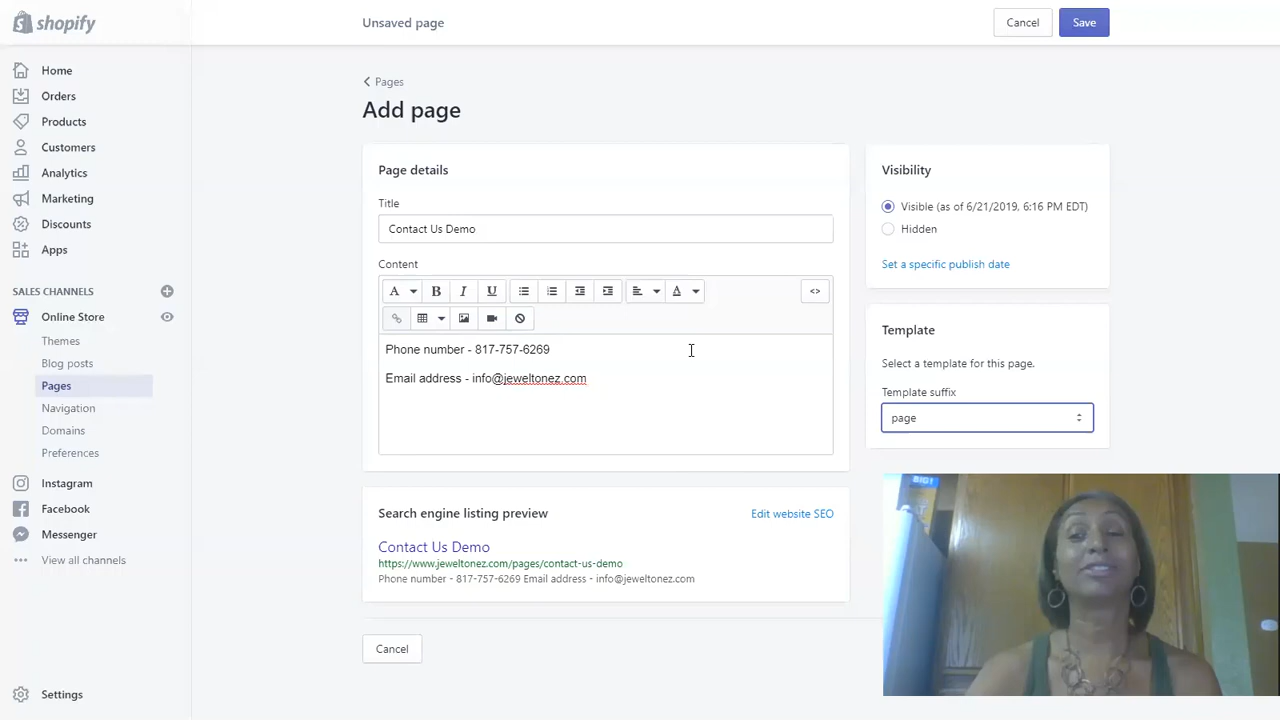 shopify
Unsaved page
Cancel
Save
Home
Orders
Products
Customers
Analytics
Marketing
Discounts
Apps
SALES CHANNELS
Online Store
Themes
Blog posts
Pages
Navigation
Domains
Preferences
Instagram
Facebook
Messenger
View all channels
Settings
Pages
Add page
Page details
Title
Contact Us Demo
Content
A
B
I
U
A
<>
Phone number - 817-757-6269
Email address - info@jeweltonez.com
Search engine listing preview
Edit website SEO
Contact Us Demo
https://www.jeweltonez.com/pages/contact-us-demo
Phone number - 817-757-6269 Email address - info@jeweltonez.com
Cancel
Visibility
Visible (as of 6/21/2019, 6:16 PM EDT)
Hidden
Set a specific publish date
Template
Select a template for this page.
Template suffix
page
BIG!